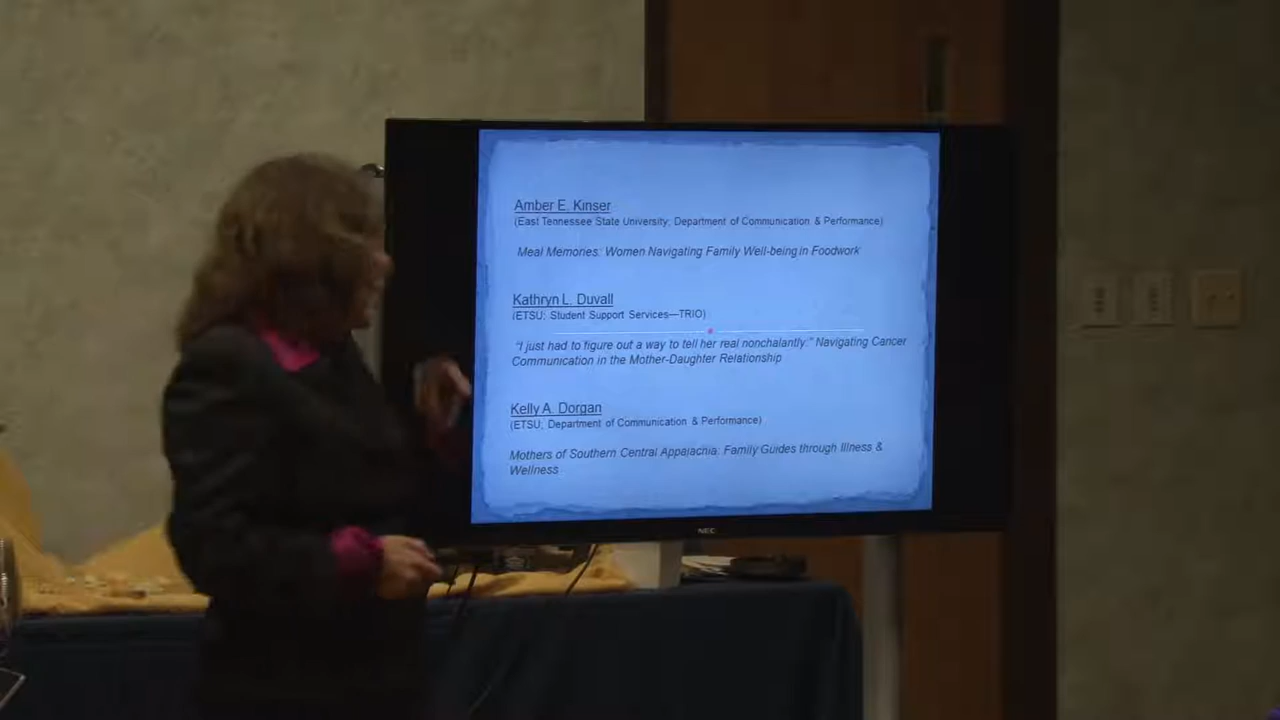 Amber E. Kinser
(East Tennessee State University; Department of Communication & Performance)
Meal Memories: Women Navigating Family Well-being in Foodwork
Kathryn L. Duvall
(ETSU; Student Support Services—TRIO)
"I just had to figure out a way to tell her real nonchalantly:" Navigating Cancer
Communication in the Mother-Daughter Relationship
Kelly A. Dorgan
(ETSU; Department of Communication & Performance)
Mothers of Southern Central Appalachia: Family Guides through Illness &
Wellness
NEC